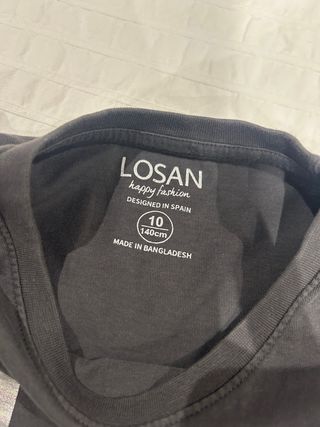 LOSAN
happy fashion
DESIGNED IN SPAIN
10
140cm
MADE IN BANGLADESH